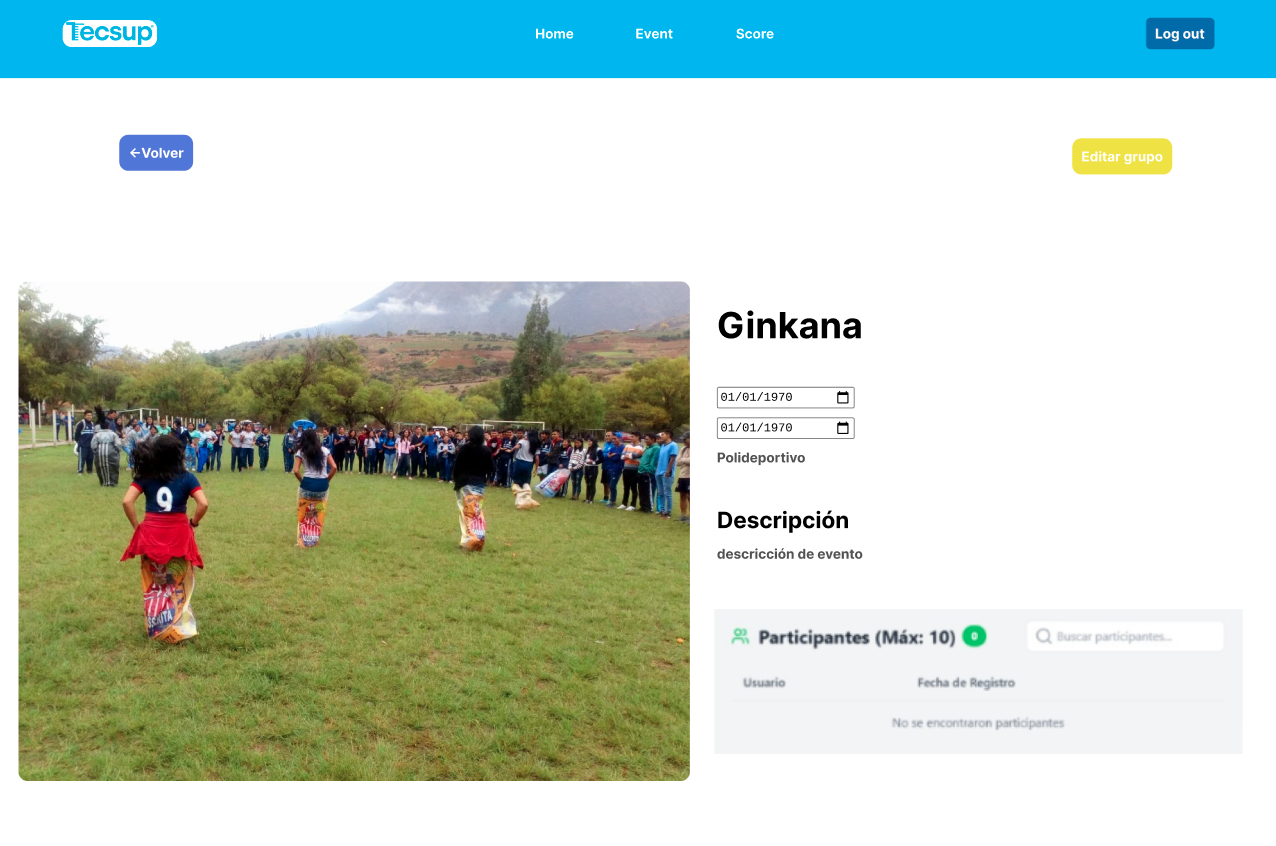 Tecsup
Home Event Score Log out
←Volver
Editar grupo
Ginkana
01/01/1970
01/01/1970
Polideportivo
Descripción
descricción de evento
Participantes (Máx: 10) 0
Buscar participantes...
Usuario Fecha de Registro
No se encontraron participantes
9